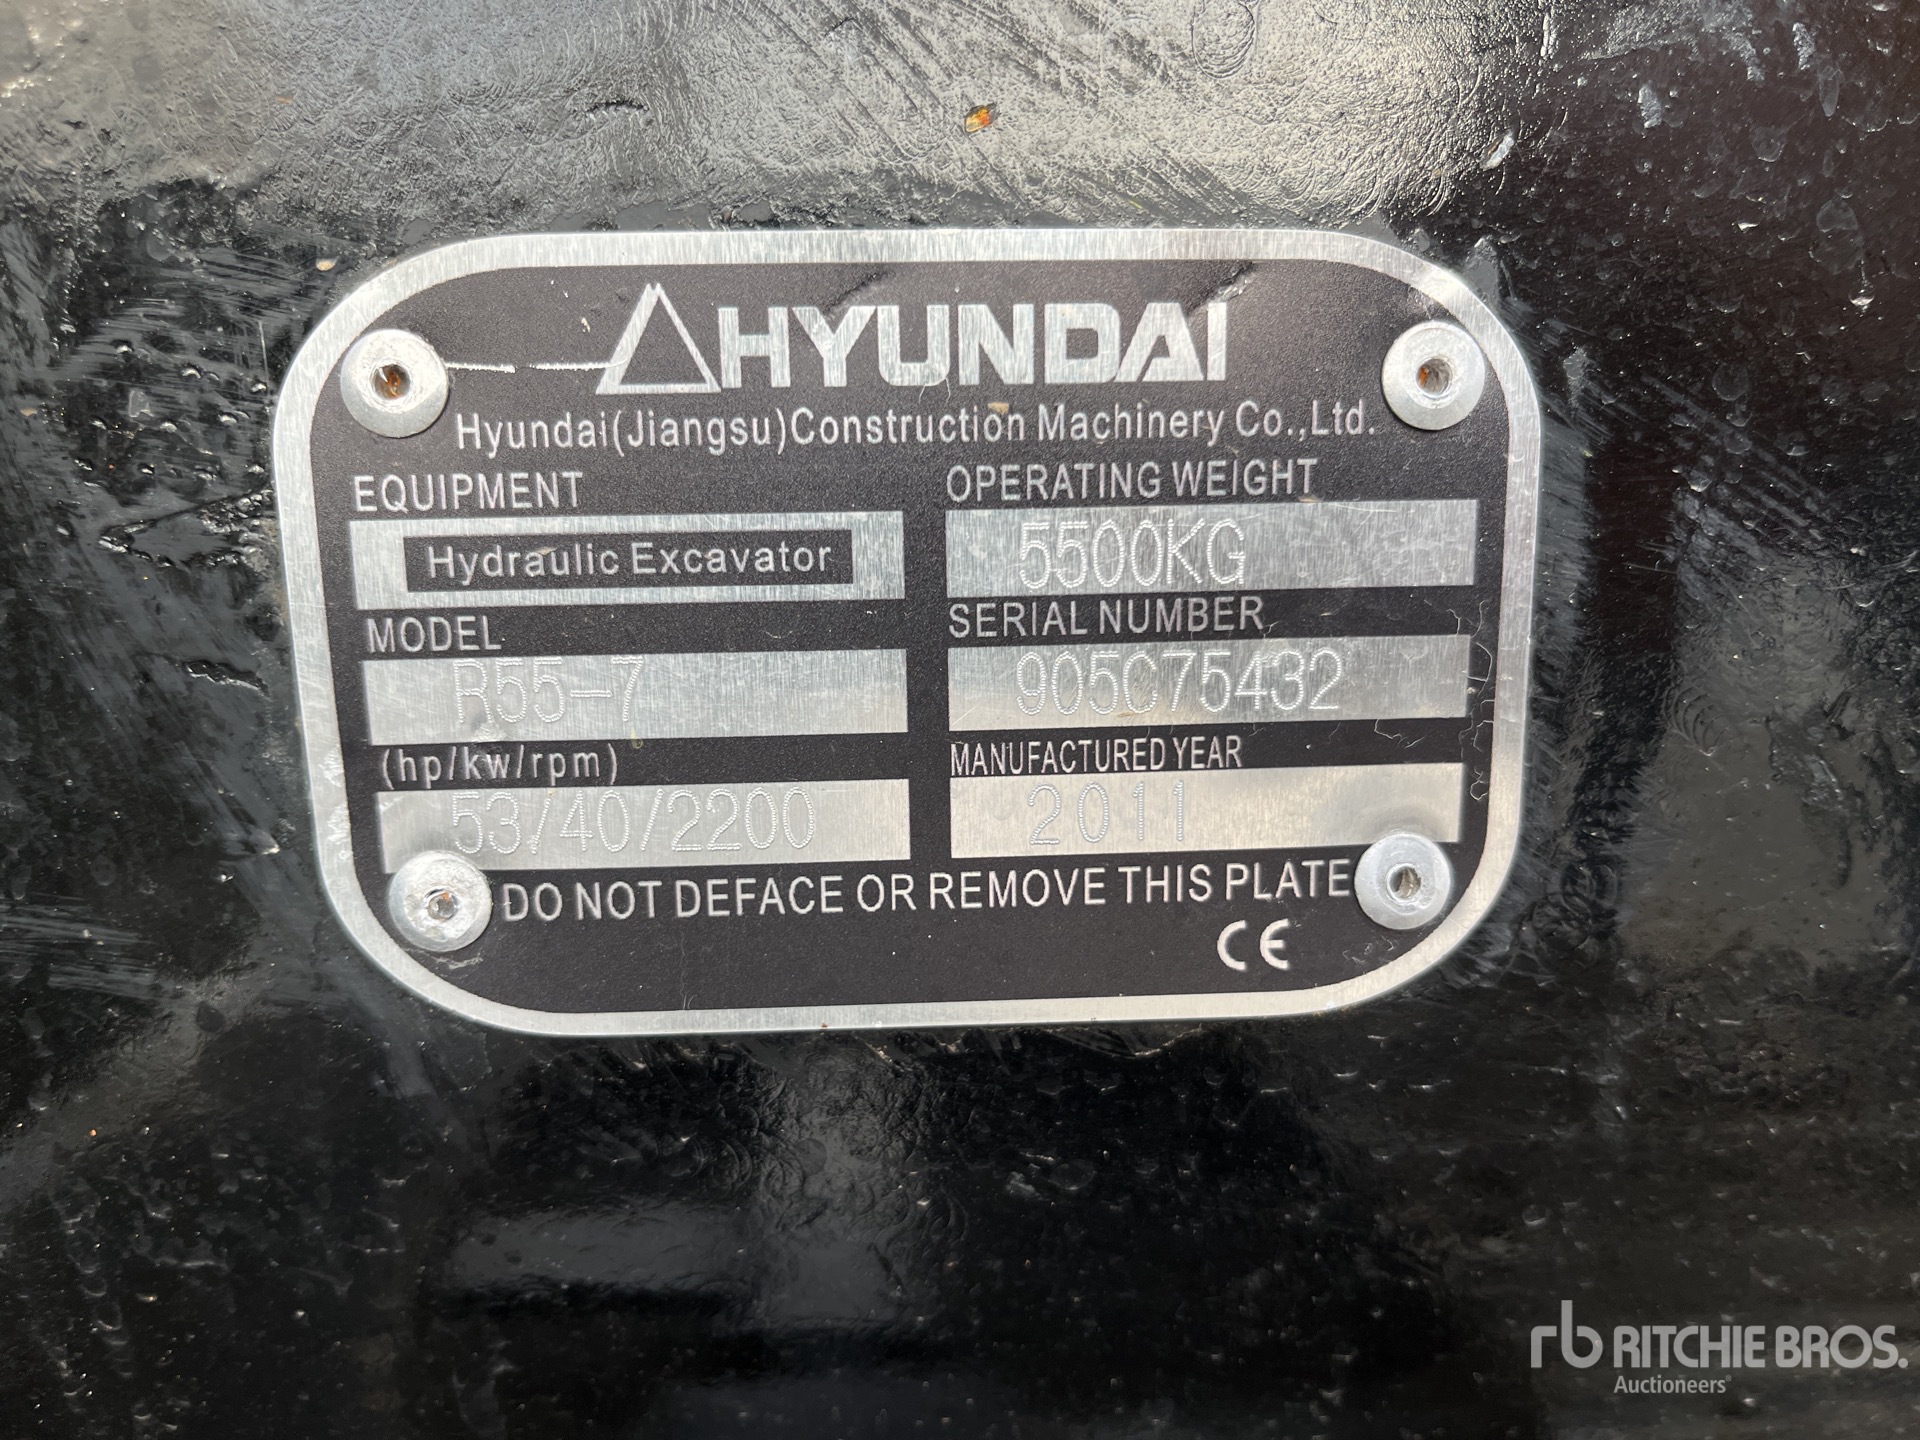 HYUNDAI
Hyundai(Jiangsu)Construction Machinery Co.,Ltd.
EQUIPMENT
Hydraulic Excavator
OPERATING WEIGHT
5500KG
MODEL
R55-7
SERIAL NUMBER
905C75432
(hp/kw/rpm)
53/40/2200
MANUFACTURED YEAR
2011
DO NOT DEFACE OR REMOVE THIS PLATE
CE
rb RITCHIE BROS.
Auctioneers